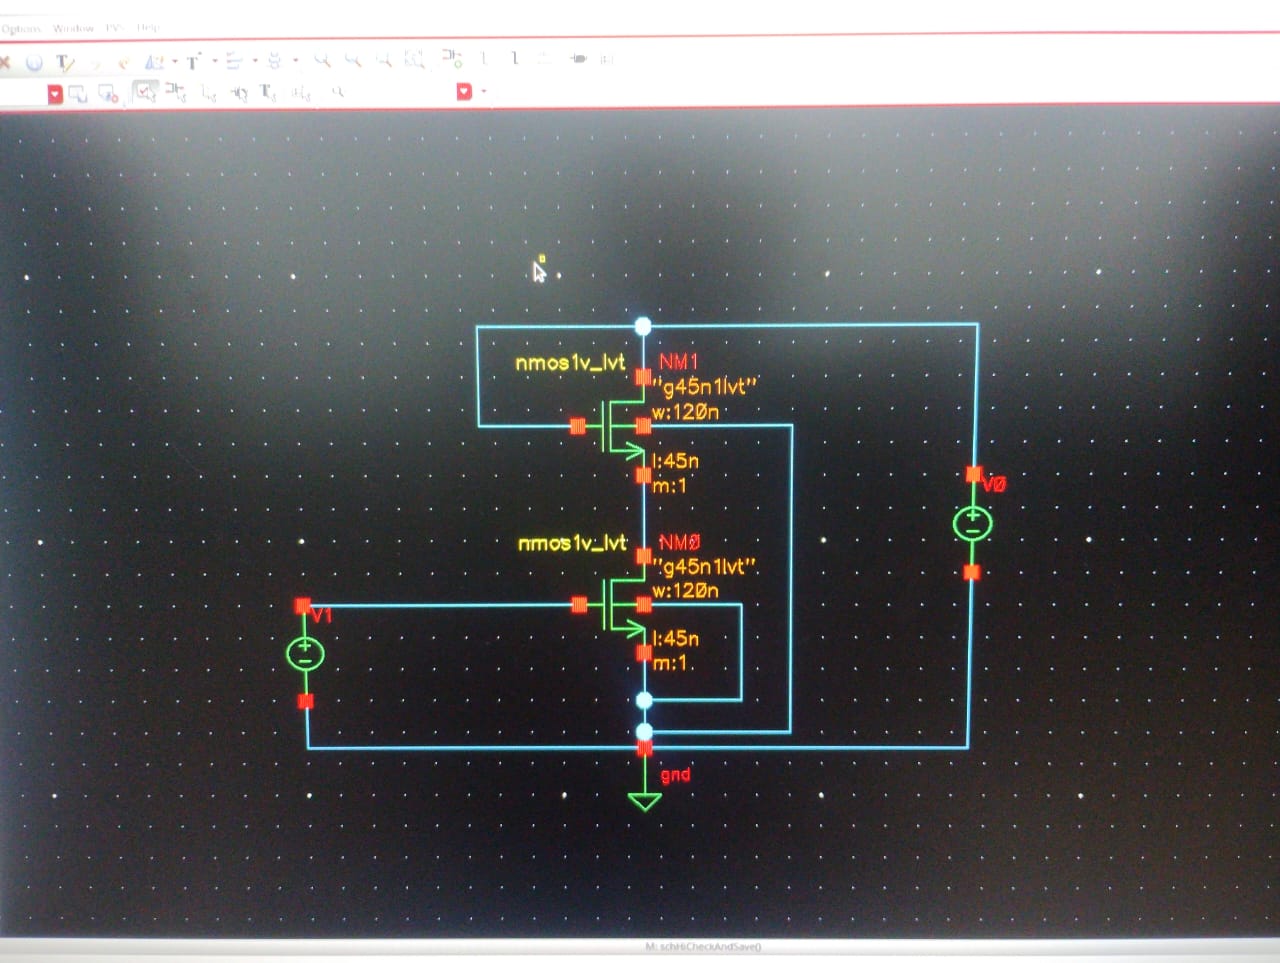 Options Window PVS Help
nmos1v_lvt NM1
"g45n1lvt"
w:120n
l:45n
m:1
V0
nmos1v_lvt NM0
"g45n1lvt"
w:120n
V1
l:45n
m:1
gnd
M: schHiCheckAndSave()